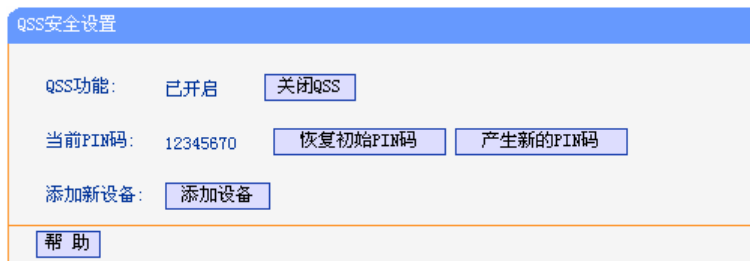 QSS安全设置
QSS功能: 已开启 关闭QSS
当前PIN码: 12345670 恢复初始PIN码 产生新的PIN码
添加新设备: 添加设备
帮 助